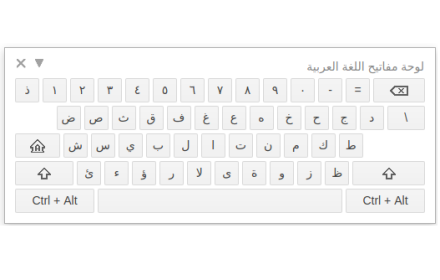 لوحة مفاتيح اللغة العربية
ذ ١ ٢ ٣ ٤ ٥ ٦ ٧ ٨ ٩ ٠ - =
ض ص ث ق ف غ ع ه خ ح ج د \
ش س ي ب ل ا ت ن م ك ط
ئ ء ؤ ر لا ى ة و ز ظ
Ctrl + Alt Ctrl + Alt